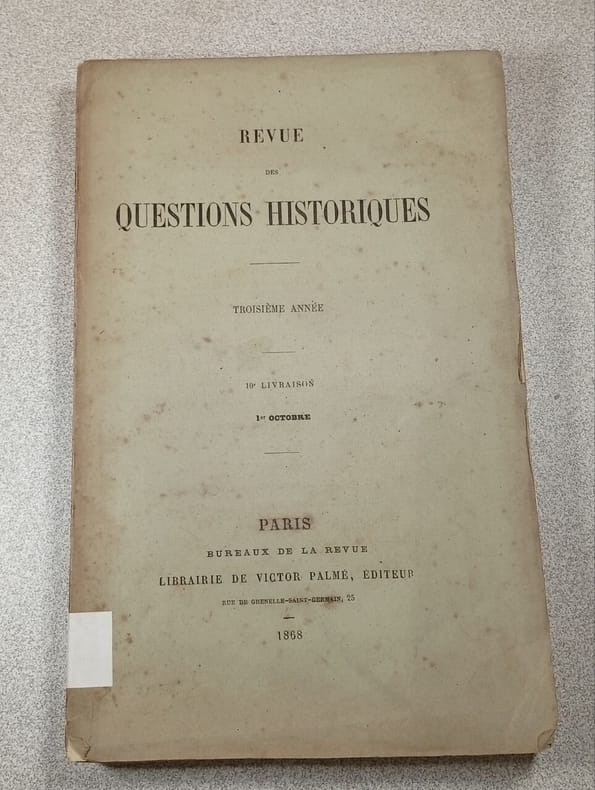 REVUE
DES
QUESTIONS HISTORIQUES
TROISIÈME ANNÉE
10e LIVRAISON
1er OCTOBRE
PARIS
BUREAUX DE LA REVUE
LIBRAIRIE DE VICTOR PALMÉ, ÉDITEUR
RUE DE GRENELLE-SAINT-GERMAIN, 25
1868